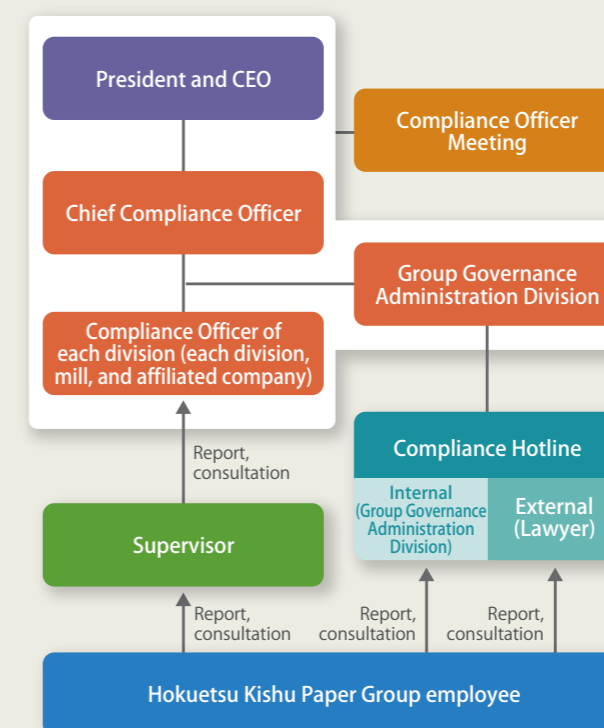 President and CEO
Compliance Officer
Meeting
Chief Compliance Officer
Group Governance
Administration Division
Compliance Officer of
each division (each division,
mill, and affiliated company)
Report,
consultation
Compliance Hotline
Internal
(Group Governance
Administration
Division)
External
(Lawyer)
Supervisor
Report,
consultation
Report,
consultation
Report,
consultation
Hokuetsu Kishu Paper Group employee